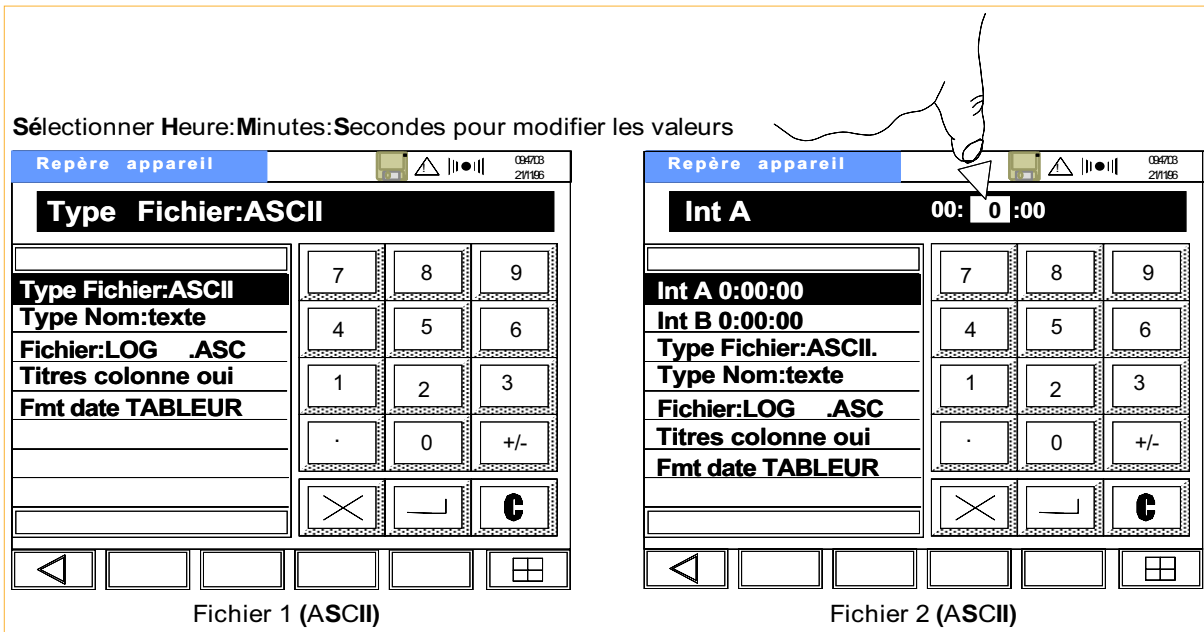 Sélectionner Heure:Minutes:Secondes pour modifier les valeurs
Repère appareil
094703
21/11/96
Type Fichier:ASCII
Type Fichier:ASCII
Type Nom:texte
Fichier:LOG .ASC
Titres colonne oui
Fmt date TABLEUR
7 8 9
4 5 6
1 2 3
. 0 +/-
C
Fichier 1 (ASCII)
Repère appareil
094703
21/11/96
Int A 00: 0 :00
Int A 0:00:00
Int B 0:00:00
Type Fichier:ASCII.
Type Nom:texte
Fichier:LOG .ASC
Titres colonne oui
Fmt date TABLEUR
7 8 9
4 5 6
1 2 3
. 0 +/-
C
Fichier 2 (ASCII)